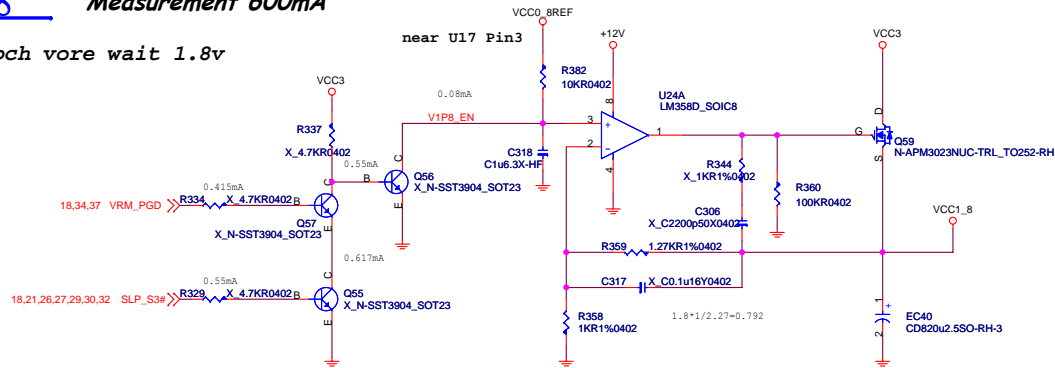 Measurement 600mA
och vore wait 1.8v
near U17 Pin3
VCC0_8REF
+12V
VCC3
R382
10KR0402
U24A
LM358D_SOIC8
VCC3
0.08mA
V1P8_EN
8
3
+
1
2
-
4
G
D
S
Q59
N-APM3023NUC-TRL_TO252-RH
R337
X_4.7KR0402
0.55mA
C318
C1u6.3X-HF
R344
X_1KR1%0402
R360
100KR0402
B
C
E
Q56
X_N-SST3904_SOT23
0.415mA
18,34,37 VRM_PGD
R334
X_4.7KR0402
B
C
E
Q57
X_N-SST3904_SOT23
C306
X_C2200p50X0402
VCC1_8
R359
1.27KR1%0402
0.617mA
0.55mA
18,21,26,27,29,30,32 SLP_S3#
R329
X_4.7KR0402
B
C
E
Q55
X_N-SST3904_SOT23
C317
X_C0.1u16Y0402
R358
1KR1%0402
1.8*1/2.27=0.792
1
+
2
EC40
CD820u2.5SO-RH-3